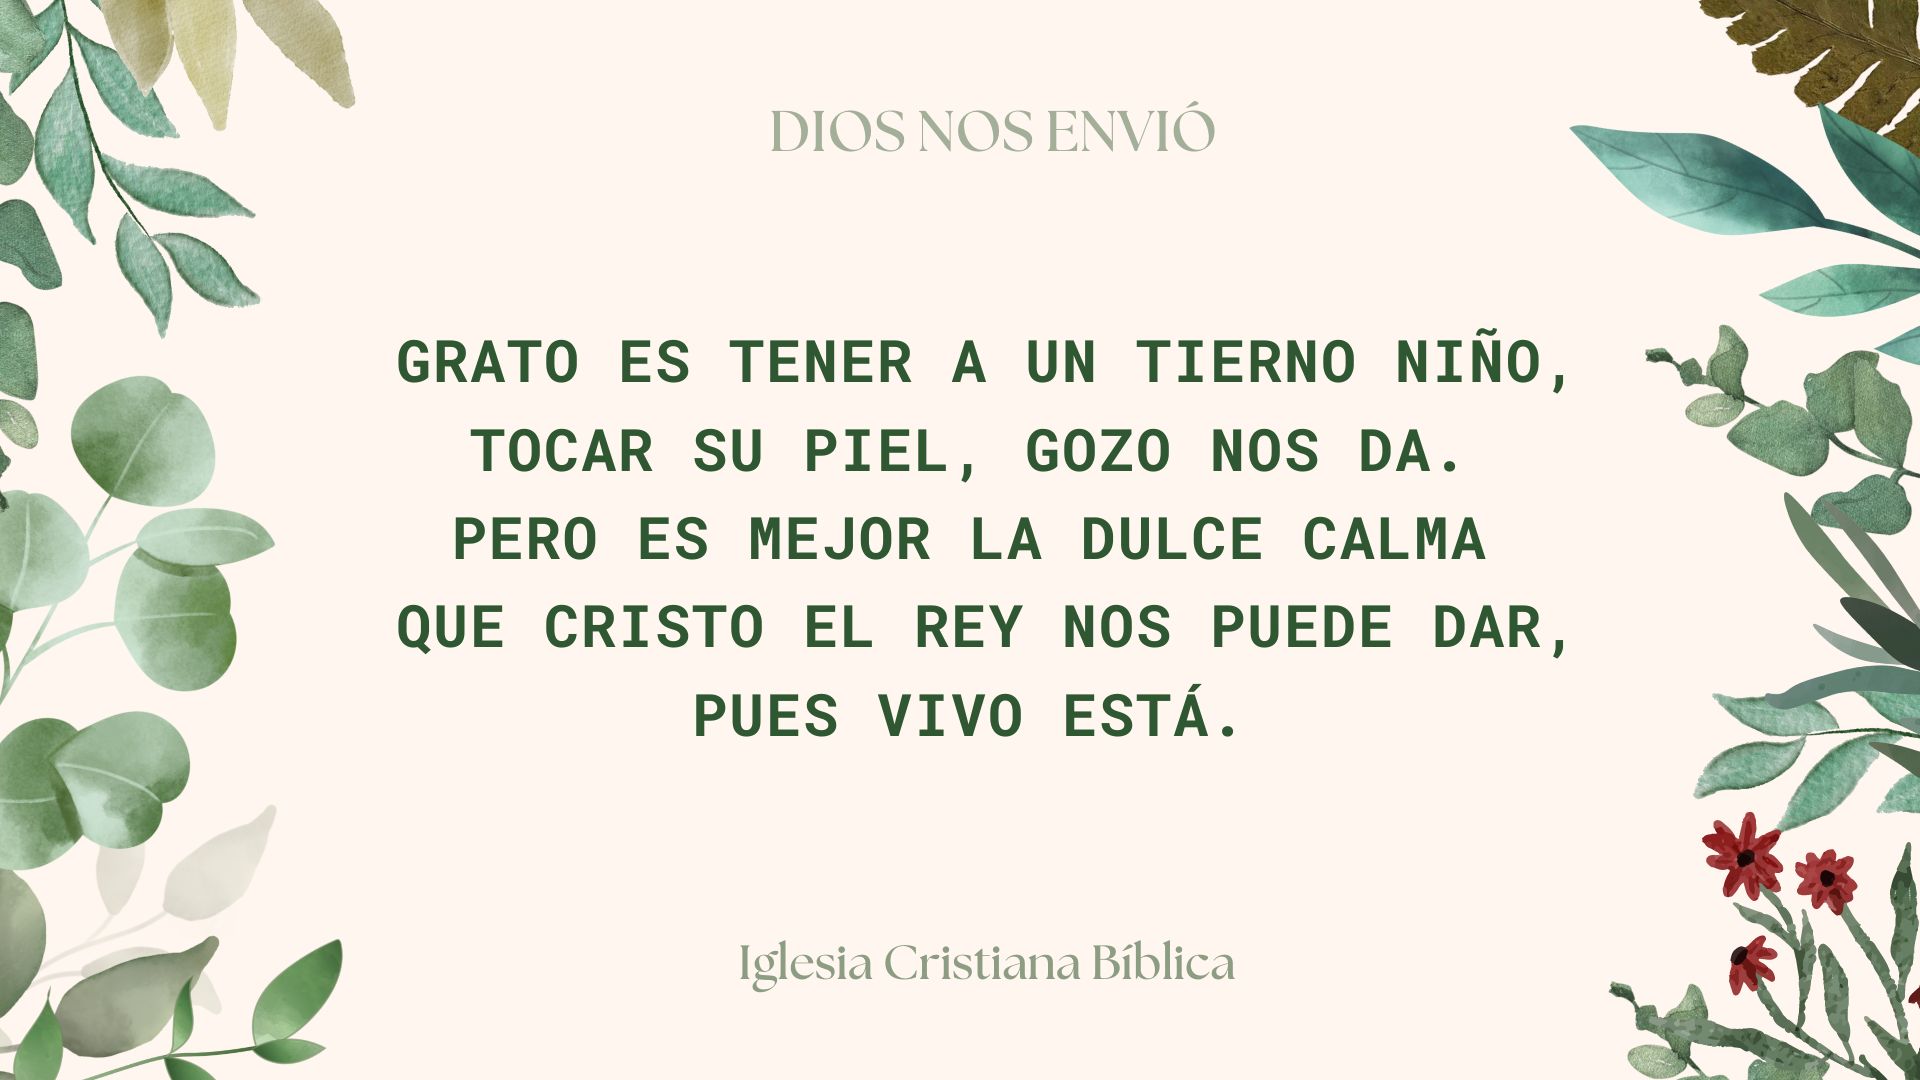 DIOS NOS ENVIÓ
GRATO ES TENER A UN TIERNO NIÑO,
TOCAR SU PIEL, GOZO NOS DA.
PERO ES MEJOR LA DULCE CALMA
QUE CRISTO EL REY NOS PUEDE DAR,
PUES VIVO ESTÁ.
Iglesia Cristiana Bíblica